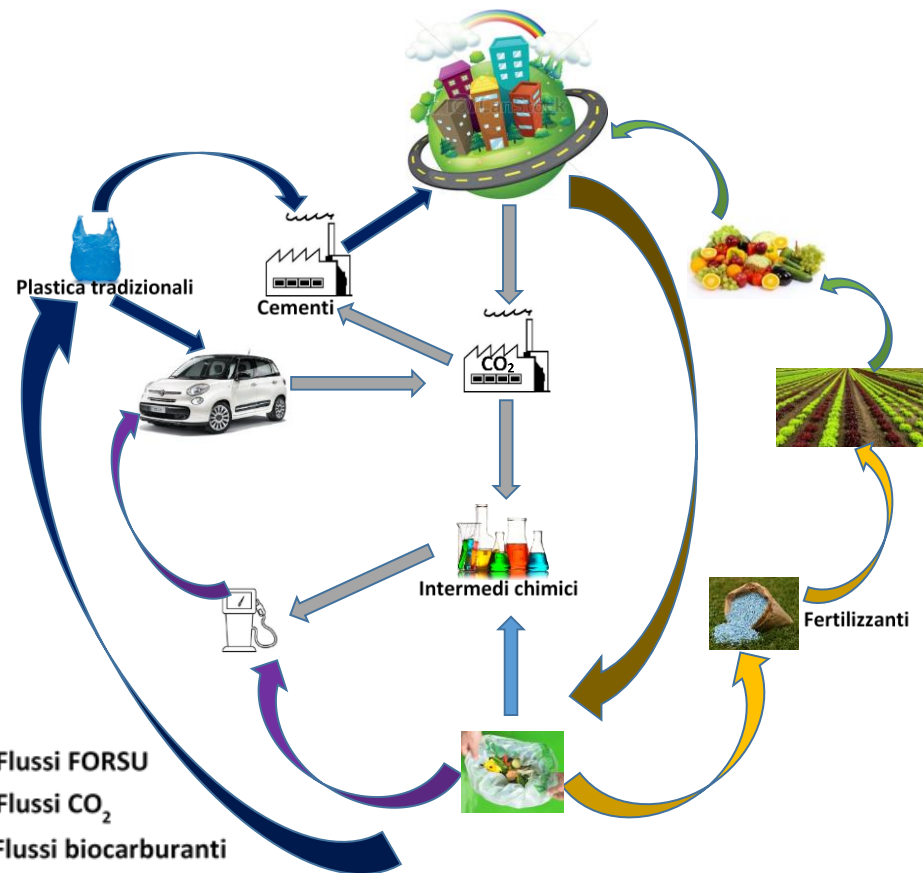 Plastica tradizionali
Cementi
CO₂
Intermedi chimici
Fertilizzanti
Flussi FORSU
Flussi CO₂
Flussi biocarburanti